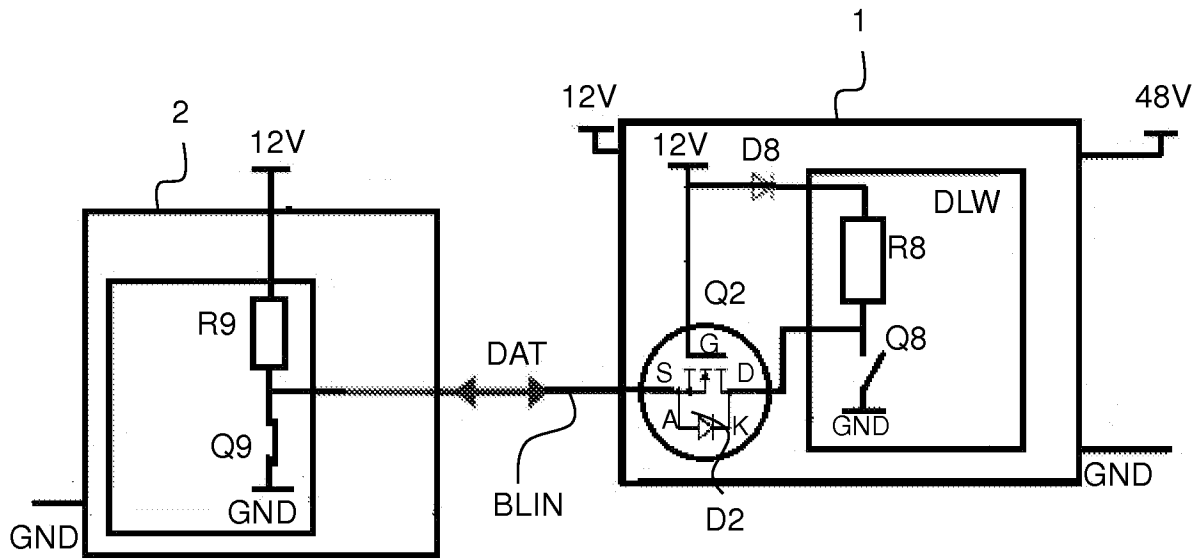 1
2
12V
12V
48V
12V
D8
DLW
R8
R9
Q2
Q8
DAT
S
G
D
A
K
GND
Q9
GND
BLIN
D2
GND
GND